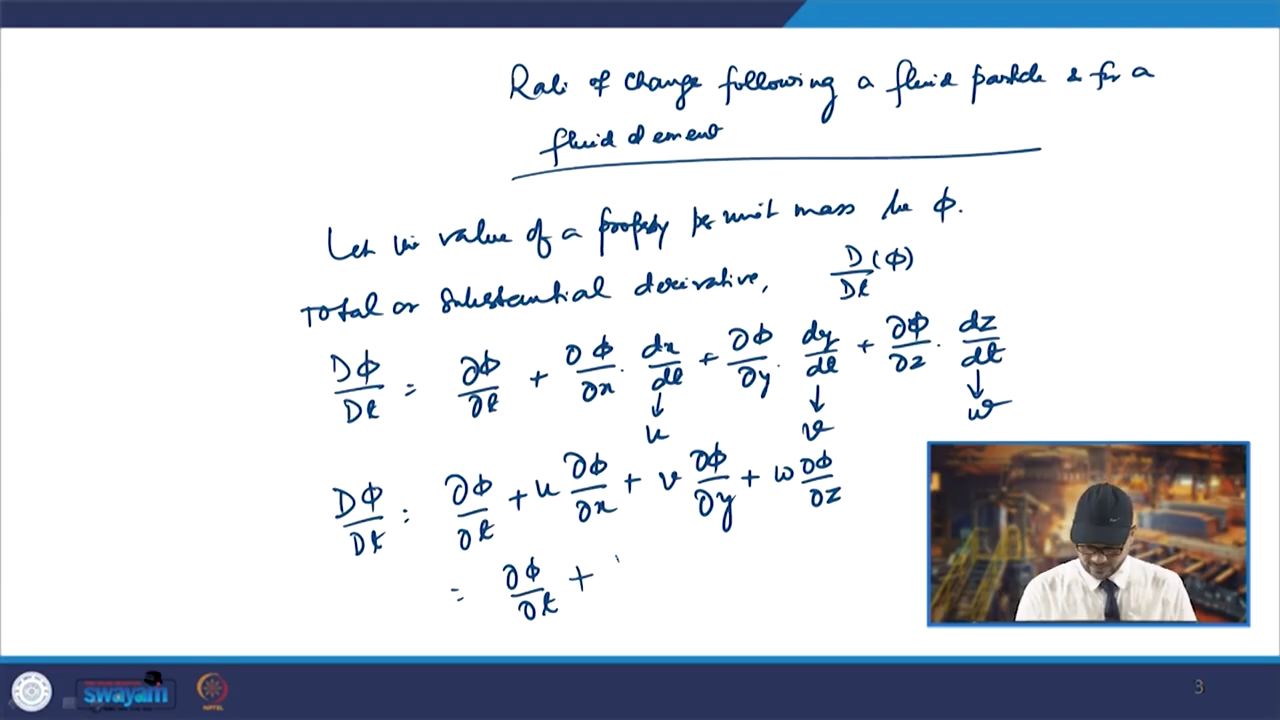 Rate of change following a fluid particle & for a
fluid element
Let the value of a property per unit mass be ϕ.
Total or substantial derivative, D/Dt (ϕ)
Dϕ/Dt = ∂ϕ/∂t + ∂ϕ/∂x · dx/dt + ∂ϕ/∂y · dy/dt + ∂ϕ/∂z · dz/dt
↓ ↓ ↓
u v w
Dϕ/Dt = ∂ϕ/∂t + u ∂ϕ/∂x + v ∂ϕ/∂y + w ∂ϕ/∂z
= ∂ϕ/∂t +
swayam
3